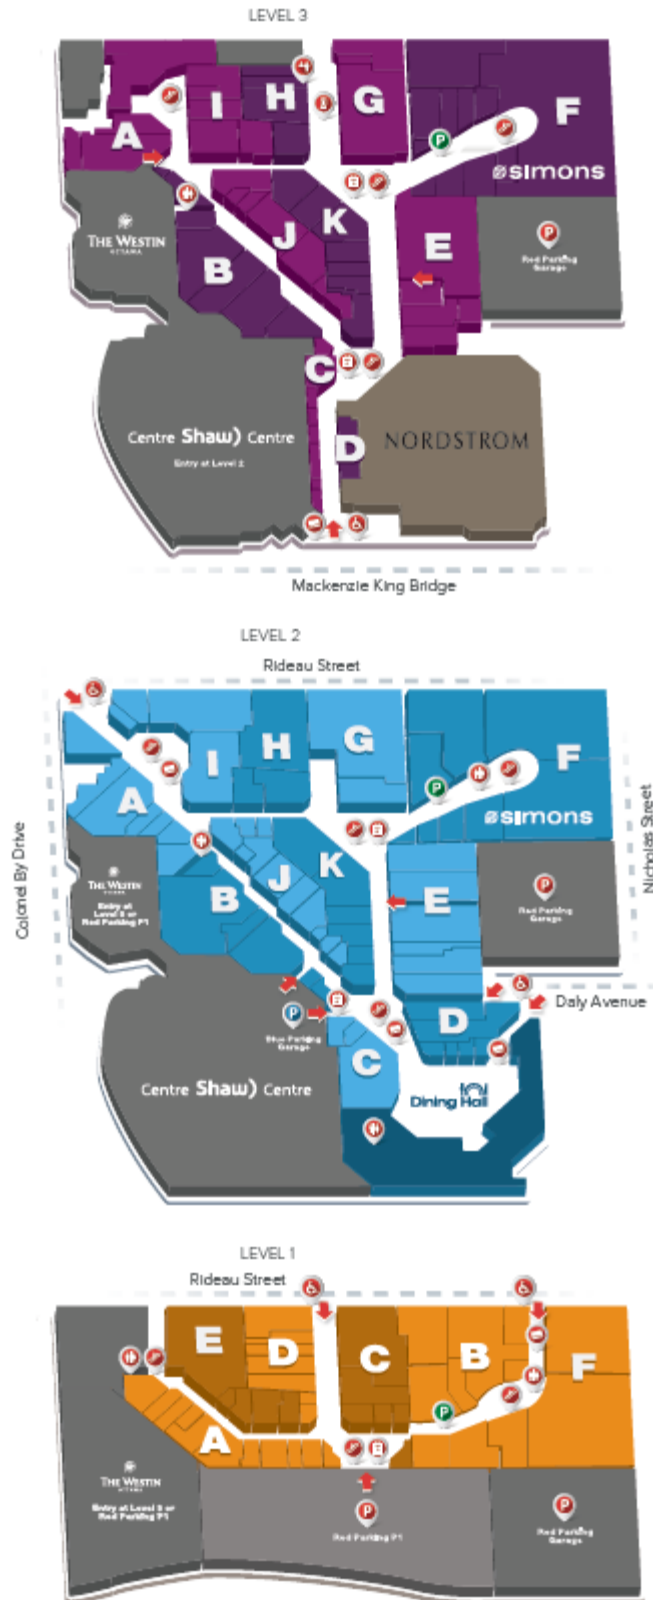 LEVEL 3
I
H
G
F
A
simons
THE WESTIN
OTTAWA
K
J
E
B
Red Parking
Garage
C
Centre Shaw) Centre
Entry at Level 2
D
NORDSTROM
Mackenzie King Bridge
LEVEL 2
Rideau Street
I
H
G
F
A
simons
Colonel By Drive
Nicholas Street
K
J
E
B
THE WESTIN
OTTAWA
Entry at
Level 3 or
Red Parking P1
Red Parking
Garage
Daly Avenue
D
Blue Parking
Garage
C
Centre Shaw) Centre
Dining Hall
LEVEL 1
Rideau Street
E
D
C
B
F
A
THE WESTIN
OTTAWA
Entry at Level 3 or
Red Parking P1
Red Parking P1
Red Parking
Garage